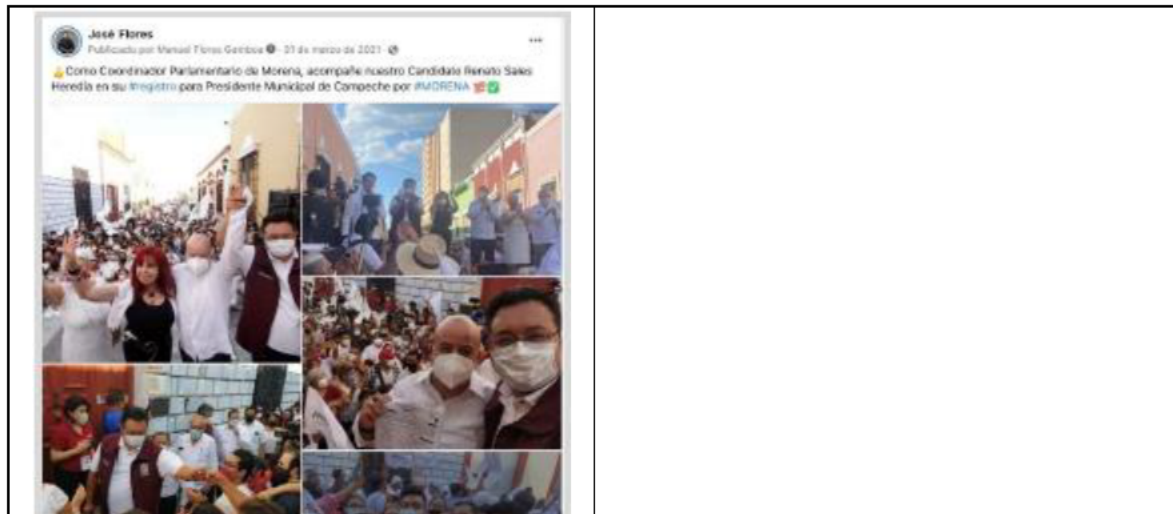 José Flores
Publicado por Manuel Flores Gamboa · 31 de marzo de 2021 ·
Como Coordinador Parlamentario de Morena, acompañe nuestro Candidato Renato Sales
Heredia en su #registro para Presidente Municipal de Campeche por #MORENA